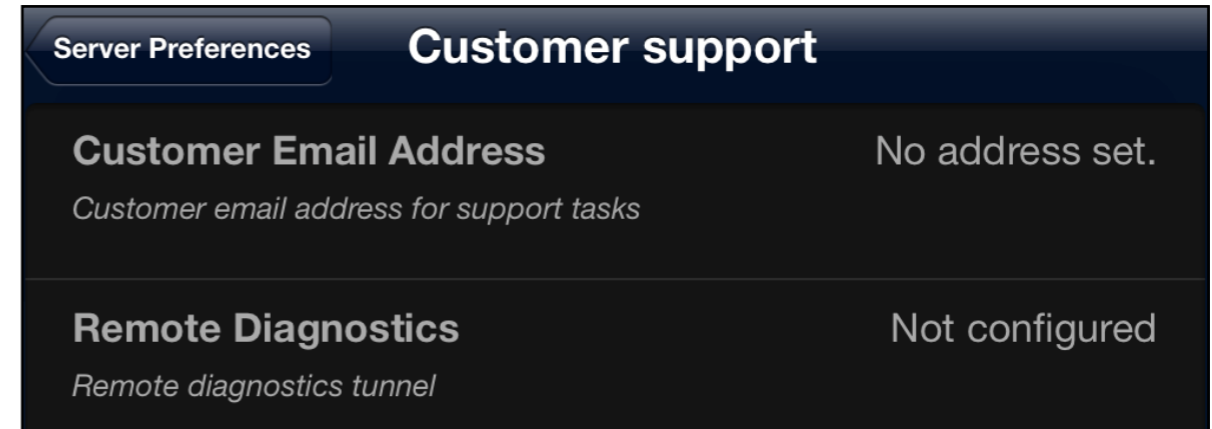 Server Preferences Customer support
Customer Email Address No address set.
Customer email address for support tasks
Remote Diagnostics Not configured
Remote diagnostics tunnel